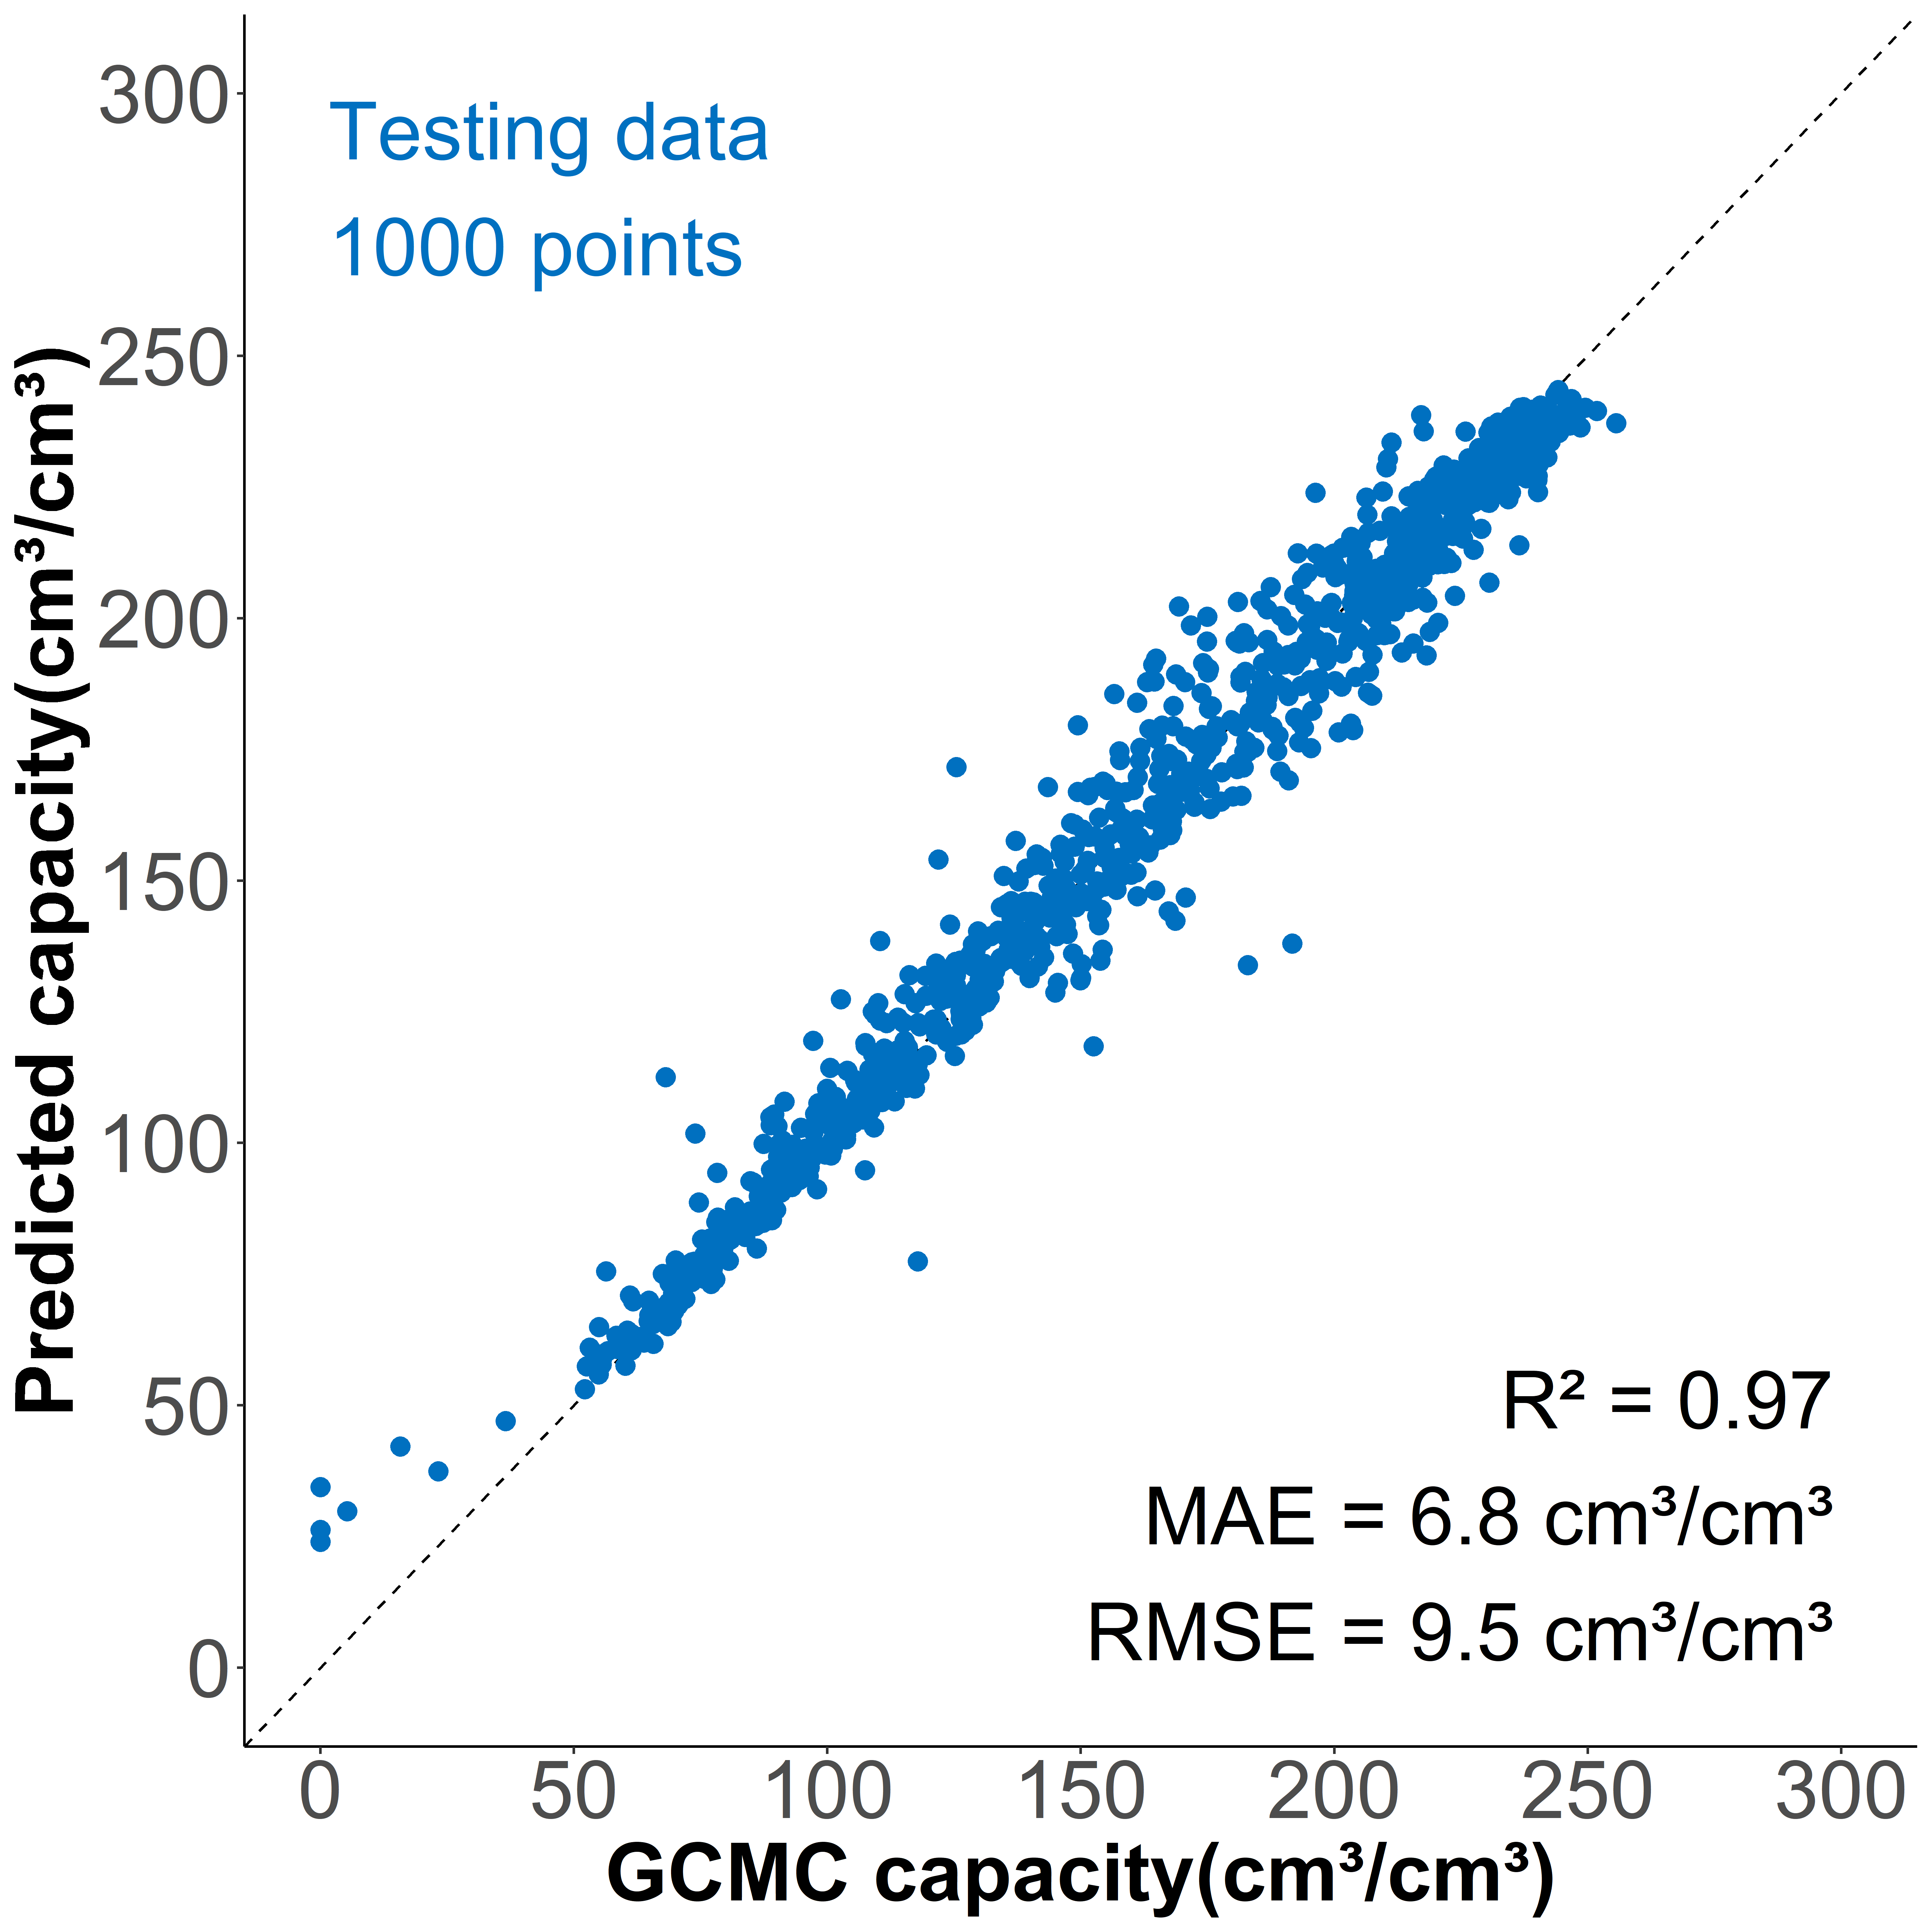 Testing data
1000 points
300
250
200
150
100
50
0
Predicted capacity(cm³/cm³)
R² = 0.97
MAE = 6.8 cm³/cm³
RMSE = 9.5 cm³/cm³
0 50 100 150 200 250 300
GCMC capacity(cm³/cm³)